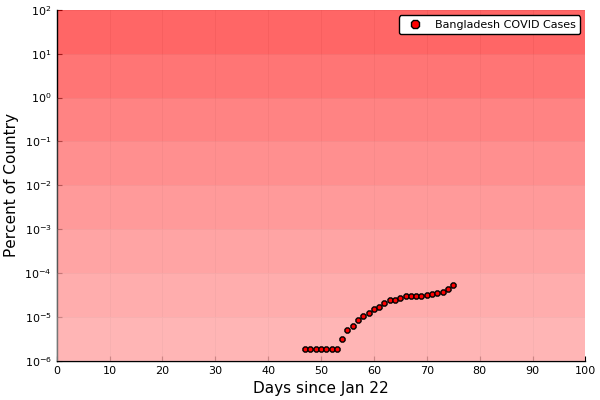 10²
Bangladesh COVID Cases
10¹
10⁰
10⁻¹
10⁻²
10⁻³
10⁻⁴
10⁻⁵
10⁻⁶
Percent of Country
0 10 20 30 40 50 60 70 80 90 100
Days since Jan 22